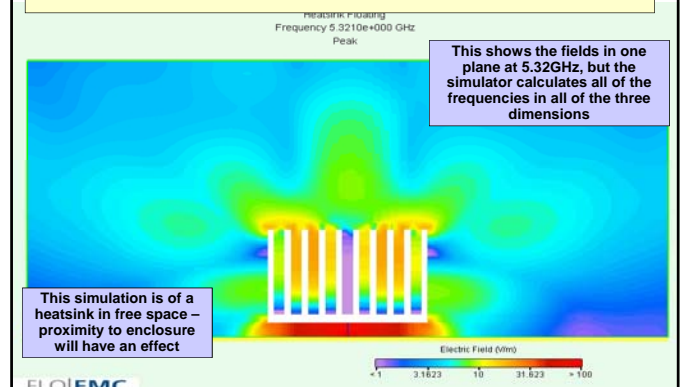 Heatsink Floating
Frequency 5.3210e+000 GHz
Peak
This shows the fields in one
plane at 5.32GHz, but the
simulator calculates all of the
frequencies in all of the three
dimensions
This simulation is of a
heatsink in free space –
proximity to enclosure
will have an effect
Electric Field (V/m)
< 1 3.1623 10 31.623 > 100
FLO|EMC